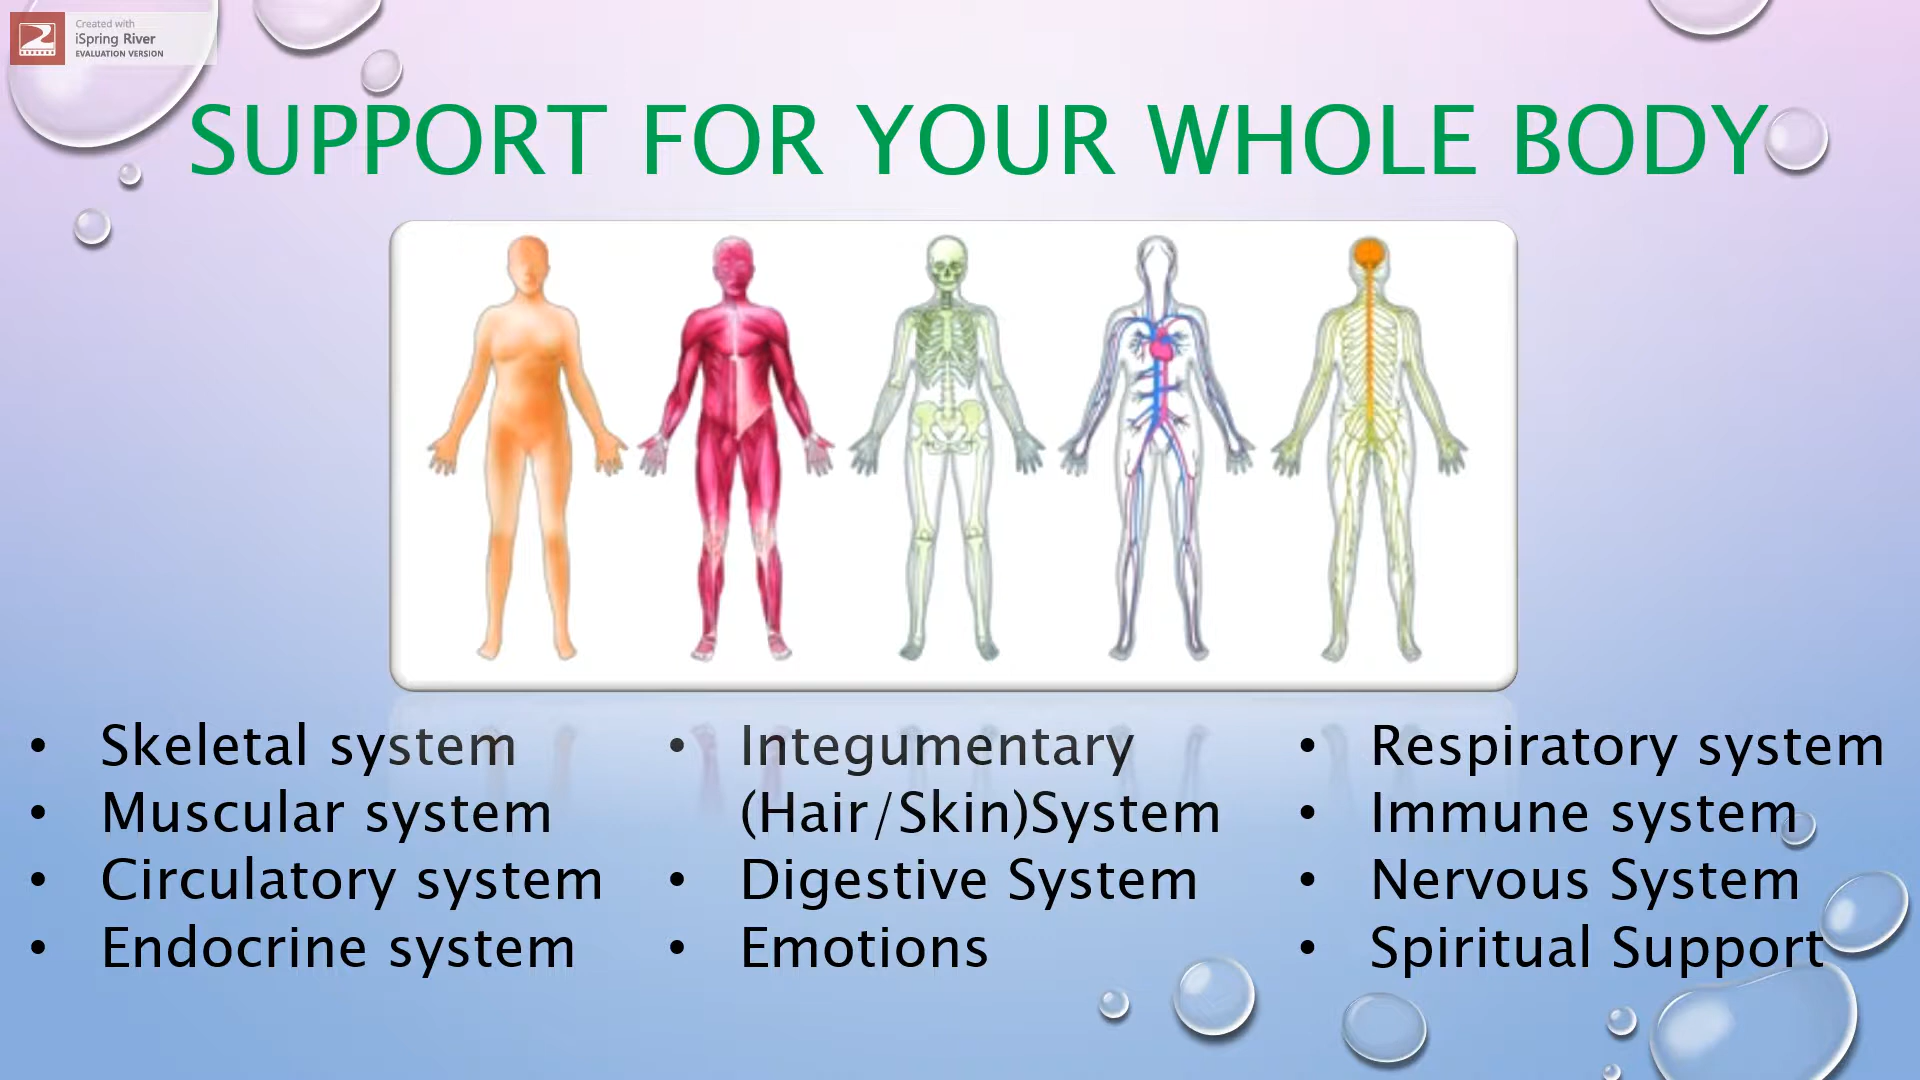 Created with
iSpring River
EVALUATION VERSION
SUPPORT FOR YOUR WHOLE BODY
• Skeletal system
• Muscular system
• Circulatory system
• Endocrine system
• Integumentary
(Hair/Skin)System
• Digestive System
• Emotions
• Respiratory system
• Immune system
• Nervous System
• Spiritual Support